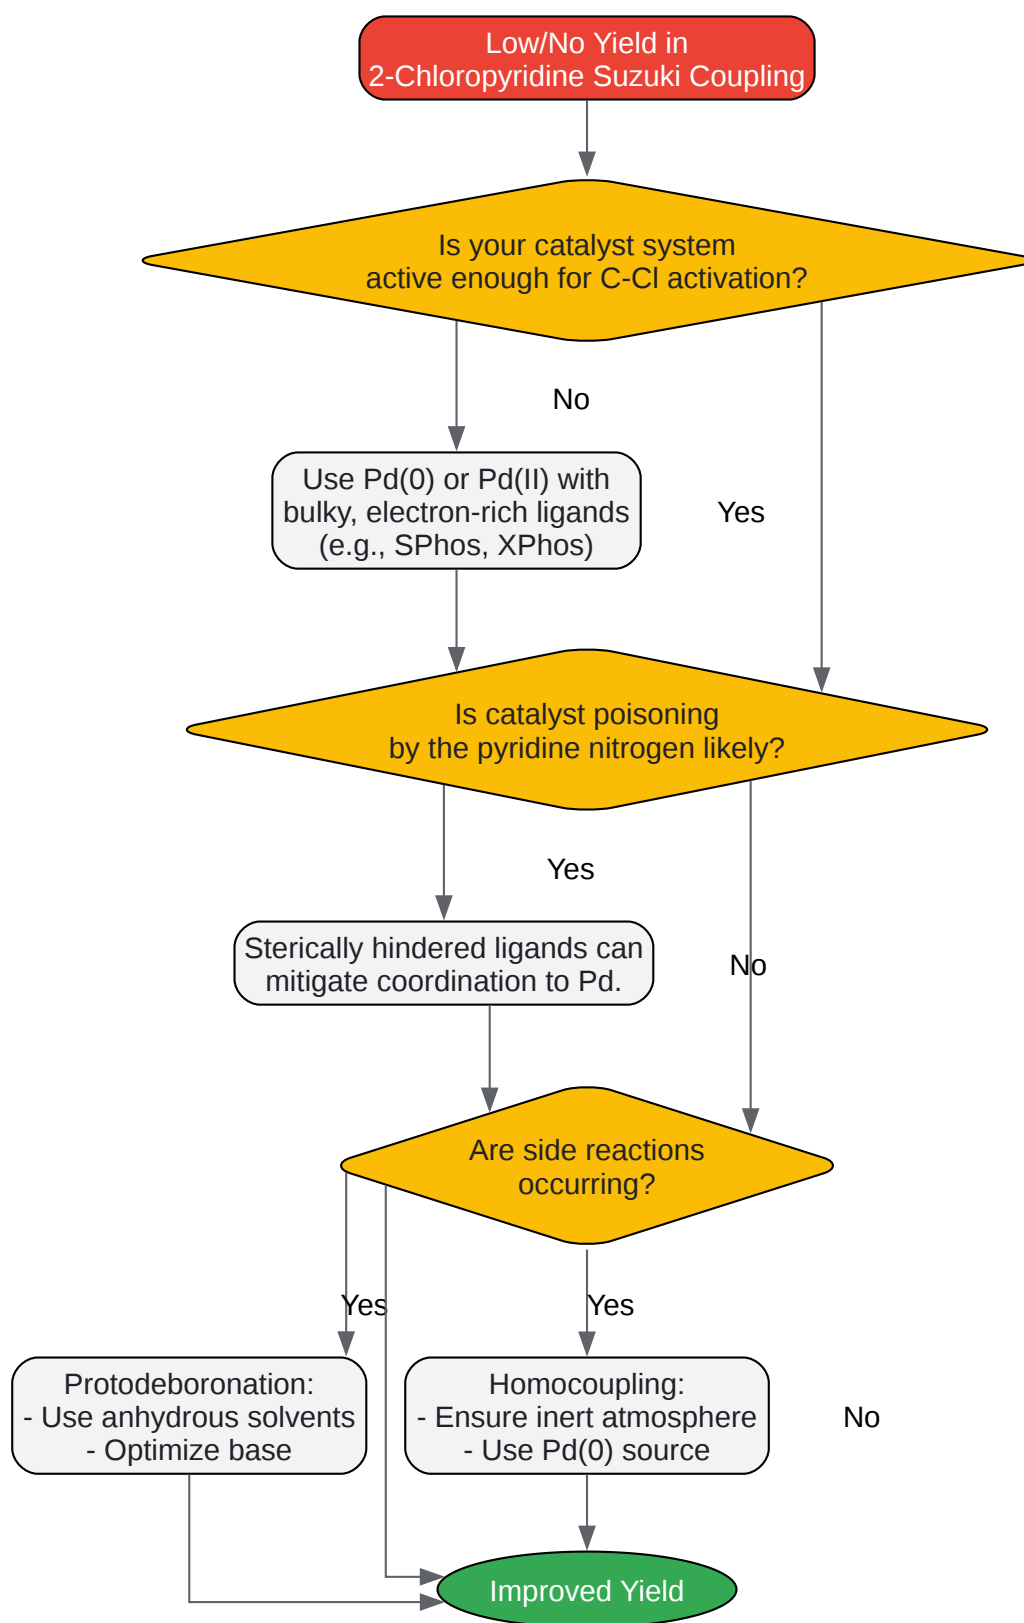 Low/No Yield in
2-Chloropyridine Suzuki Coupling
Is your catalyst system
active enough for C-Cl activation?
No
Use Pd(0) or Pd(II) with
bulky, electron-rich ligands
(e.g., SPhos, XPhos)
Yes
Is catalyst poisoning
by the pyridine nitrogen likely?
Yes
Sterically hindered ligands can
mitigate coordination to Pd.
No
Are side reactions
occurring?
Yes
Yes
Protodeboronation:
- Use anhydrous solvents
- Optimize base
Homocoupling:
- Ensure inert atmosphere
- Use Pd(0) source
No
Improved Yield